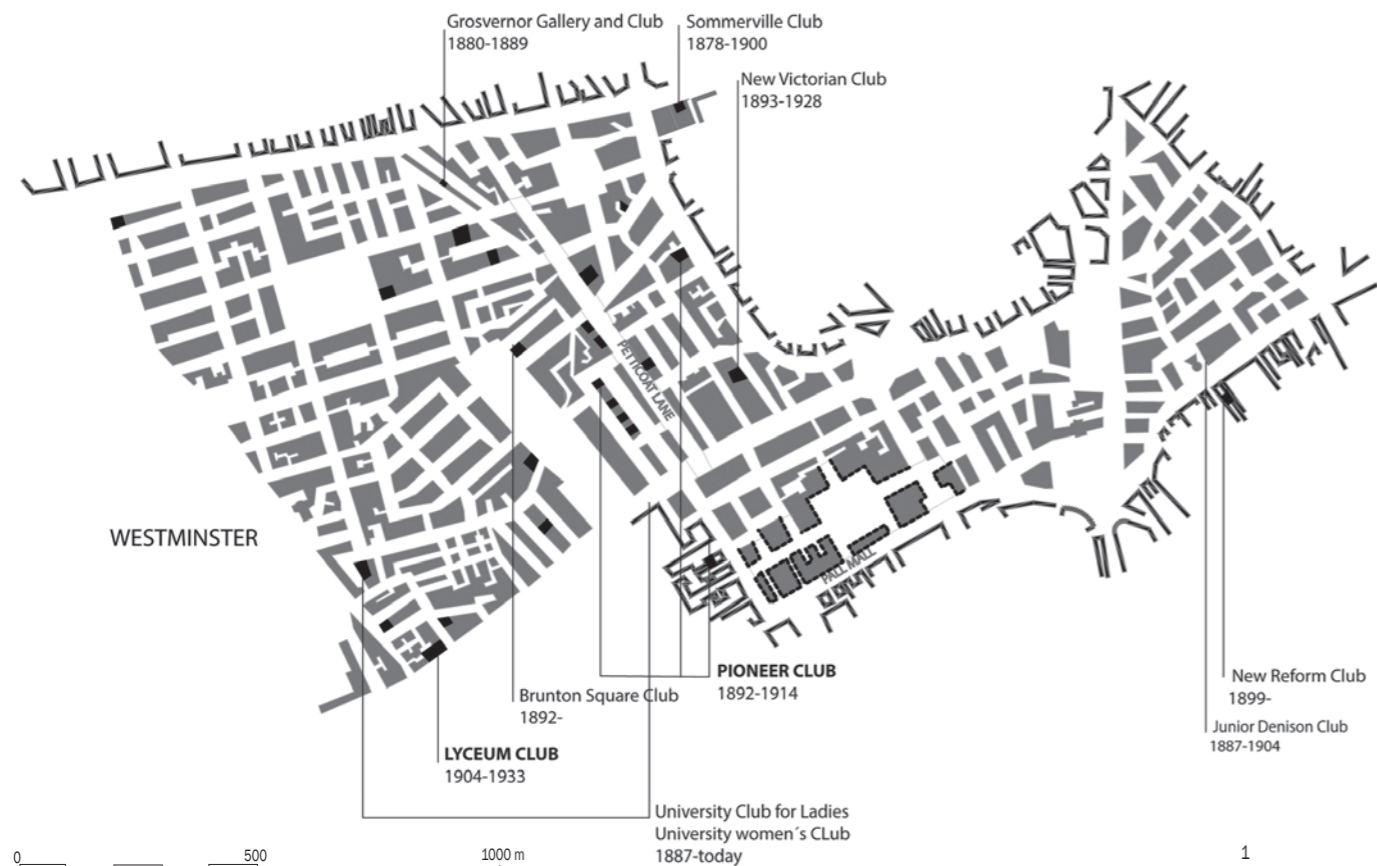 Grosvernor Gallery and Club
1880-1889
Sommerville Club
1878-1900
New Victorian Club
1893-1928
PETTICOAT LANE
WESTMINSTER
PALL MALL
PIONEER CLUB
1892-1914
Brunton Square Club
1892-
New Reform Club
1899-
Junior Denison Club
1887-1904
LYCEUM CLUB
1904-1933
University Club for Ladies
University women´s CLub
1887-today
0
500
1000 m
1